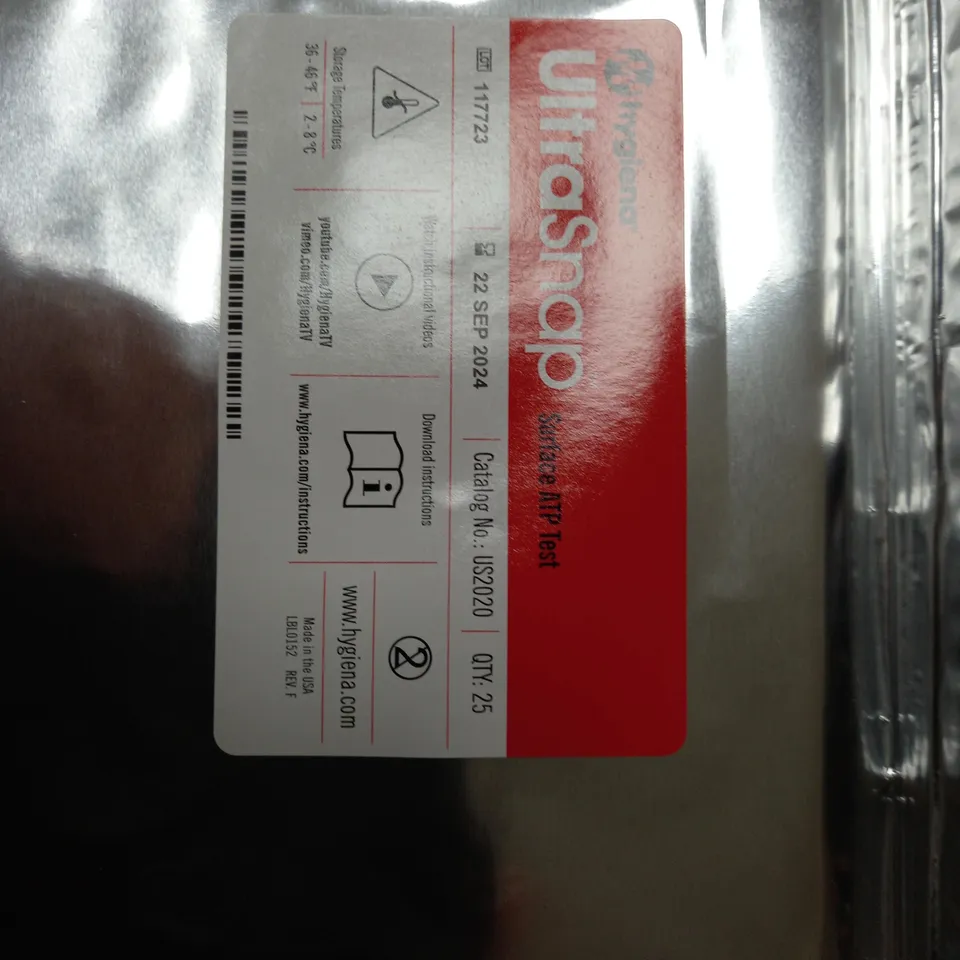 hygiena
UltraSnap Surface ATP Test
LOT 117723 22 SEP 2024 Catalog No.: US2020 QTY: 25
Storage Temperatures
36 - 46 °F 2 - 8 °C
Watch instructional videos
youtube.com/HygienaTV
vimeo.com/HygienaTV
Download instructions
www.hygiena.com/instructions
2
www.hygiena.com
Made in the USA
LBL0152 REV. F